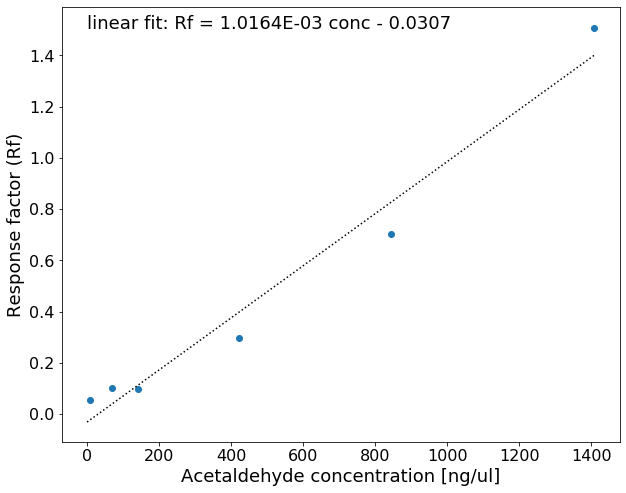 linear fit: Rf = 1.0164E-03 conc - 0.0307
1.4
1.2
1.0
0.8
0.6
0.4
0.2
0.0
Response factor (Rf)
0 200 400 600 800 1000 1200 1400
Acetaldehyde concentration [ng/ul]